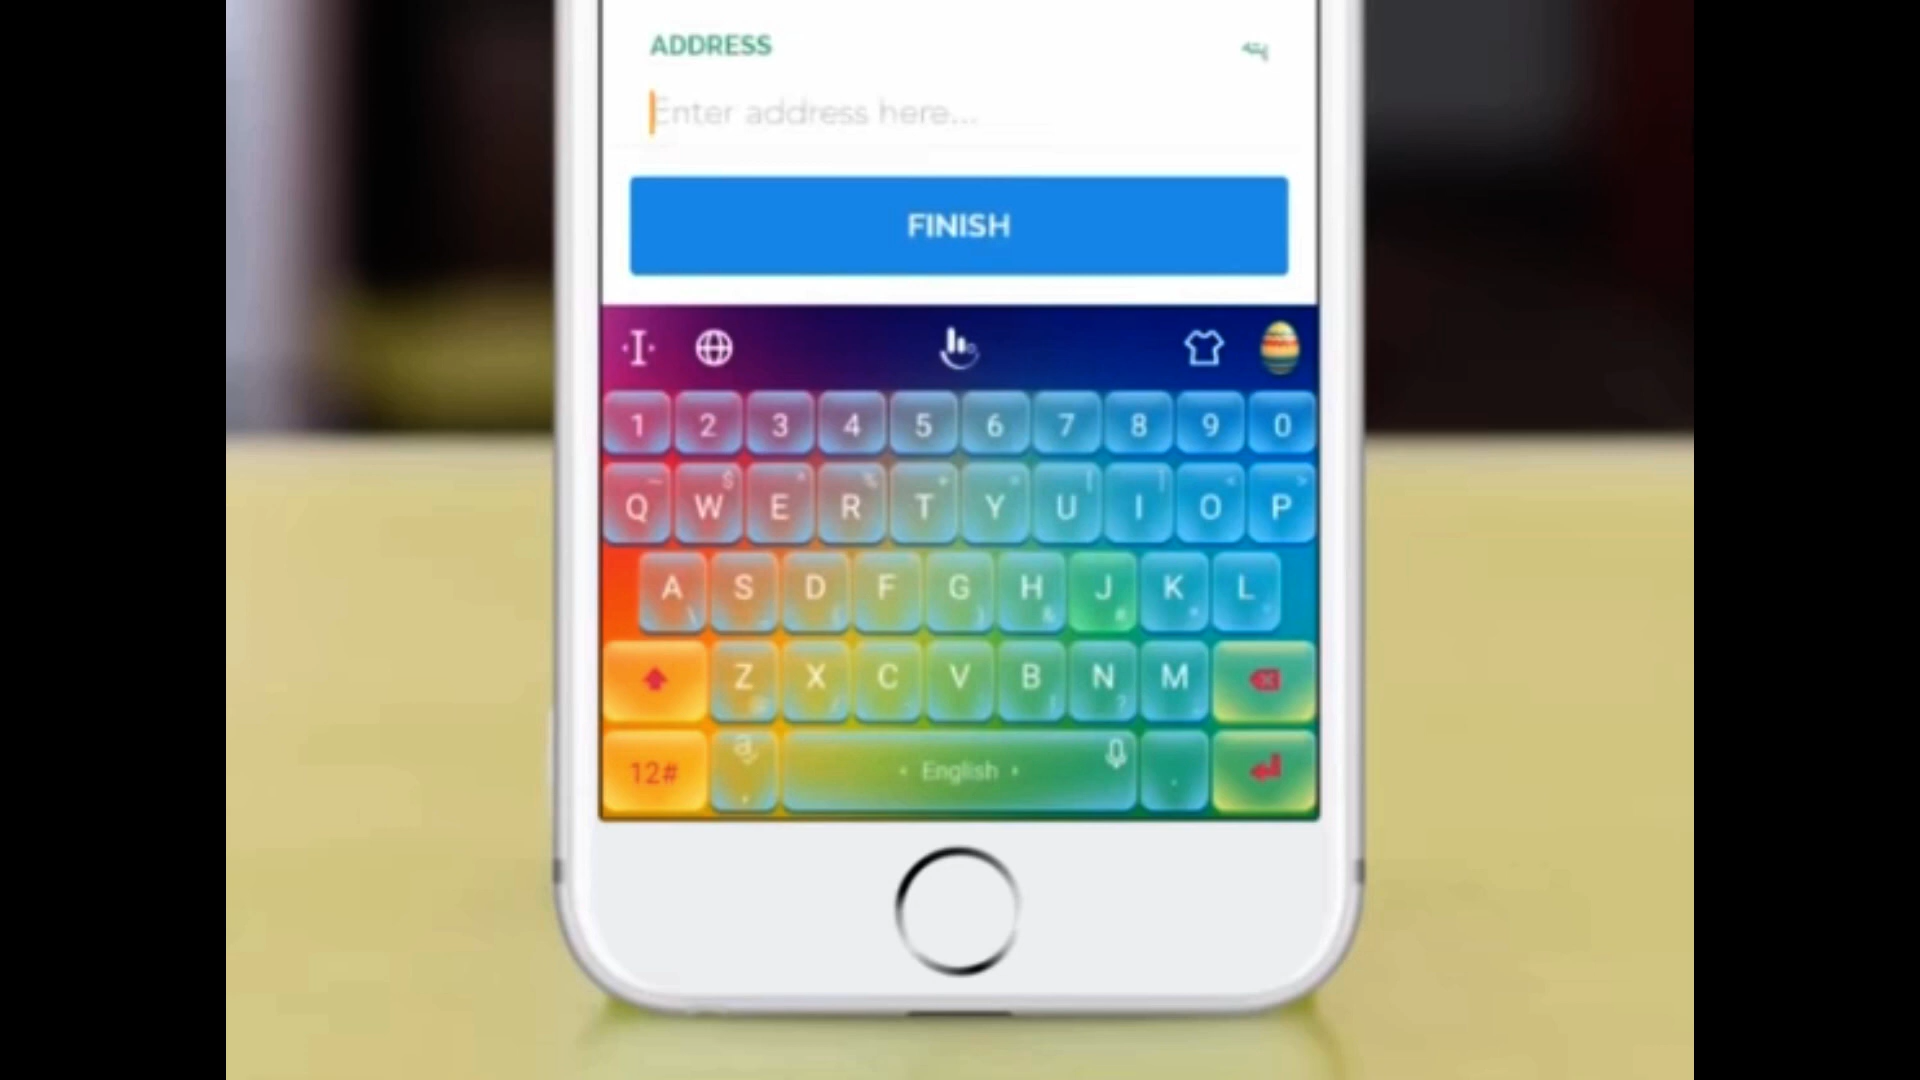 ADDRESS
Enter address here...
FINISH
1 2 3 4 5 6 7 8 9 0
Q W E R T Y U I O P
A S D F G H J K L
Z X C V B N M
12# English .